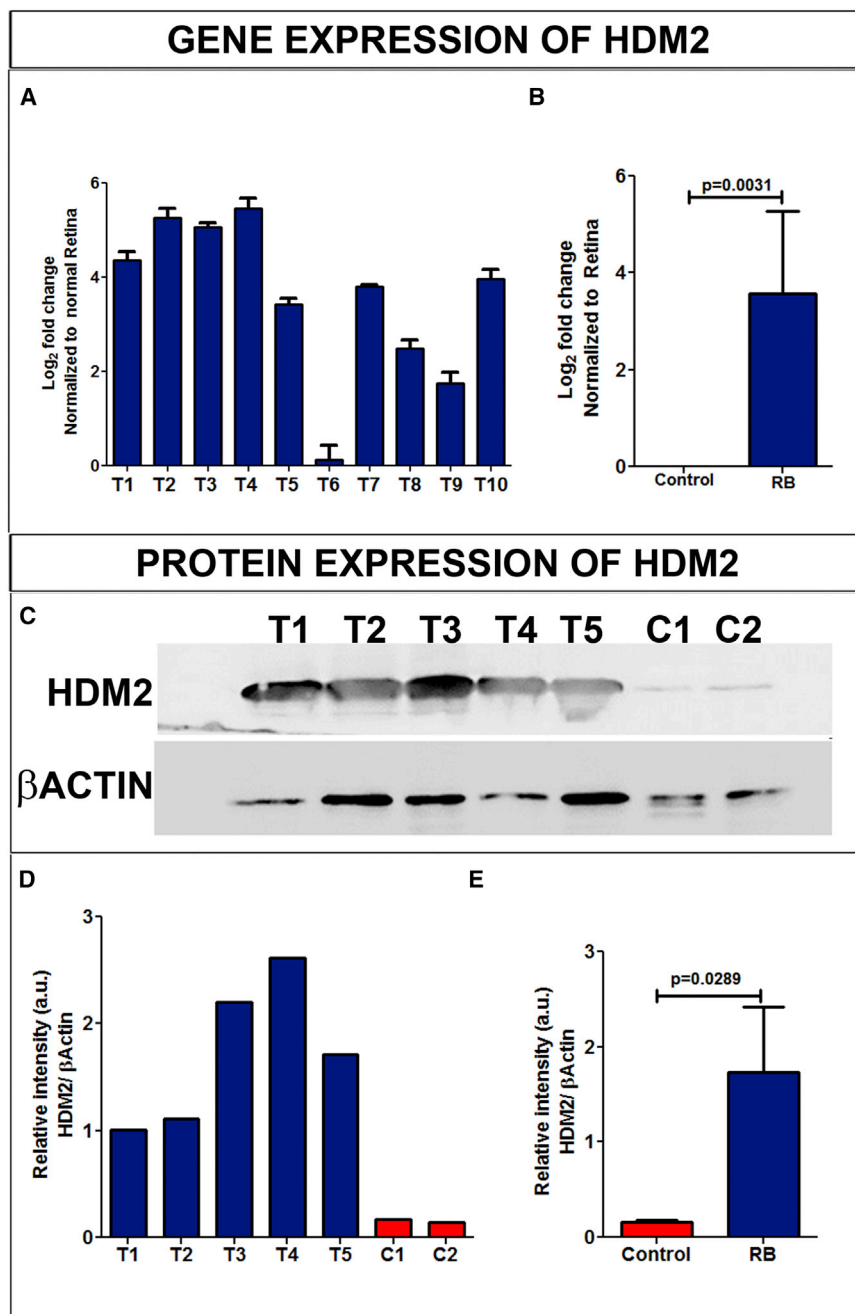 GENE EXPRESSION OF HDM2
A
Log2 fold change
Normalized to normal Retina
6
4
2
0
T1 T2 T3 T4 T5 T6 T7 T8 T9 T10
B
Log2 fold change
Normalized to Retina
6
4
2
0
p=0.0031
Control RB
PROTEIN EXPRESSION OF HDM2
C
T1 T2 T3 T4 T5 C1 C2
HDM2
βACTIN
D
Relative intensity (a.u.)
HDM2/ βActin
3
2
1
0
T1 T2 T3 T4 T5 C1 C2
E
Relative intensity (a.u.)
HDM2/ βActin
3
2
1
0
p=0.0289
Control RB